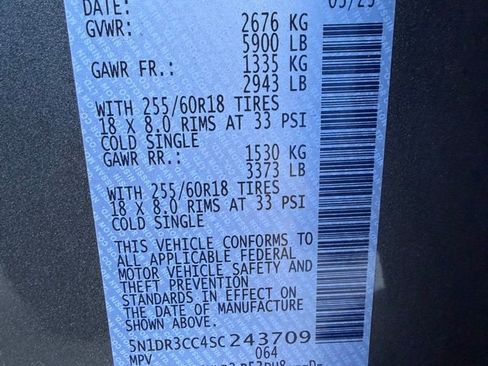 DATE: 03/25
GVWR: 2676 KG
5900 LB
GAWR FR.: 1335 KG
2943 LB
WITH 255/60R18 TIRES
18 X 8.0 RIMS AT 33 PSI
COLD SINGLE
GAWR RR.: 1530 KG
3373 LB
WITH 255/60R18 TIRES
18 X 8.0 RIMS AT 33 PSI
COLD SINGLE
THIS VEHICLE CONFORMS TO
ALL APPLICABLE FEDERAL
MOTOR VEHICLE SAFETY AND
THEFT PREVENTION
STANDARDS IN EFFECT ON
THE DATE OF MANUFACTURE
SHOWN ABOVE.
5N1DR3CC4SC243709
MPV 064